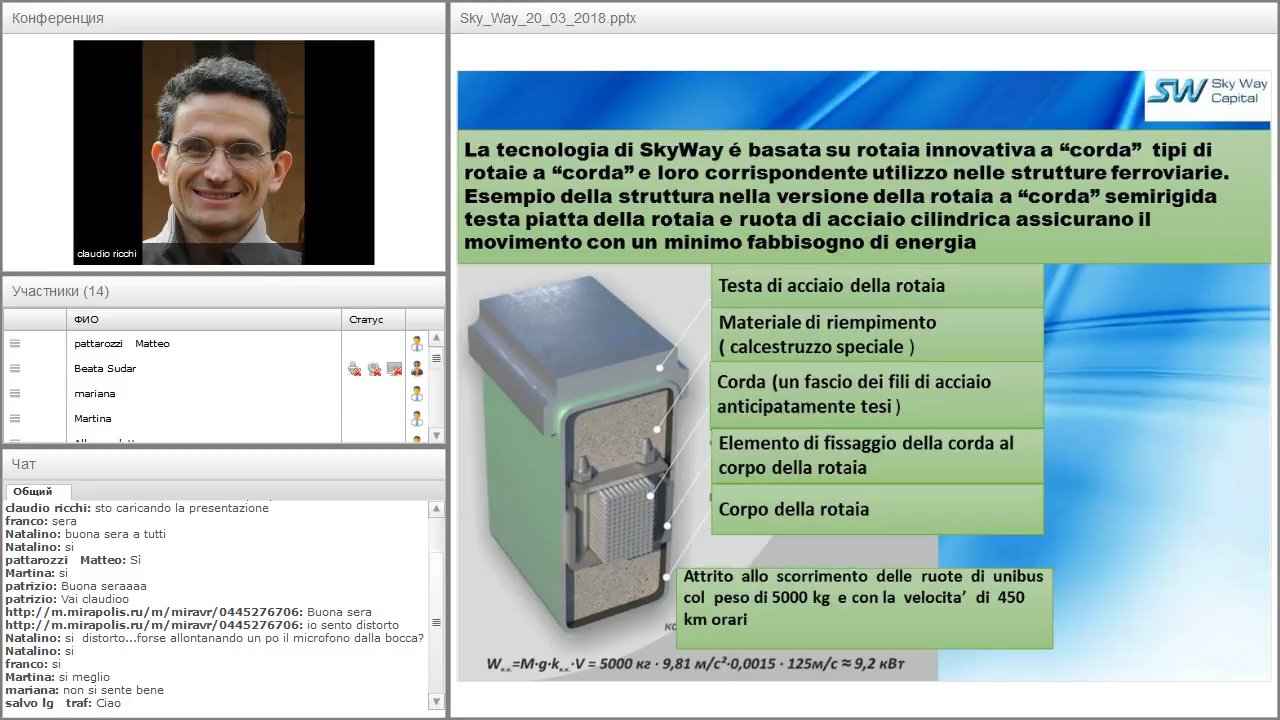 Конференция
claudio ricchi
Участники (14)
ФИО
Статус
pattarozzi Matteo
Beata Sudar
mariana
Martina
Чат
Общий
claudio ricchi: sto caricando la presentazione
franco: sera
Natalino: buona sera a tutti
Natalino: si
pattarozzi Matteo: Sì
Martina: si
patrizio: Buona seraaaa
patrizio: Vai claudioo
http://m.mirapolis.ru/m/miravr/0445276706: Buona sera
http://m.mirapolis.ru/m/miravr/0445276706: io sento distorto
Natalino: si distorto...forse allontanando un po il microfono dalla bocca?
Natalino: si
franco: si
Martina: si meglio
mariana: non si sente bene
salvo lg traf: Ciao
Sky_Way_20_03_2018.pptx
SW Sky Way
Capital
La tecnologia di SkyWay é basata su rotaia innovativa a “corda” tipi di
rotaie a “corda” e loro corrispondente utilizzo nelle strutture ferroviarie.
Esempio della struttura nella versione della rotaia a “corda” semirigida
testa piatta della rotaia e ruota di acciaio cilindrica assicurano il
movimento con un minimo fabbisogno di energia
Testa di acciaio della rotaia
Materiale di riempimento
( calcestruzzo speciale )
Corda (un fascio dei fili di acciaio
anticipatamente tesi )
Elemento di fissaggio della corda al
corpo della rotaia
Corpo della rotaia
Attrito allo scorrimento delle ruote di unibus
col peso di 5000 kg e con la velocita’ di 450
km orari
W =M·g·k ·V = 5000 кг · 9,81 м/с²·0,0015 · 125м/с ≈ 9,2 кВт